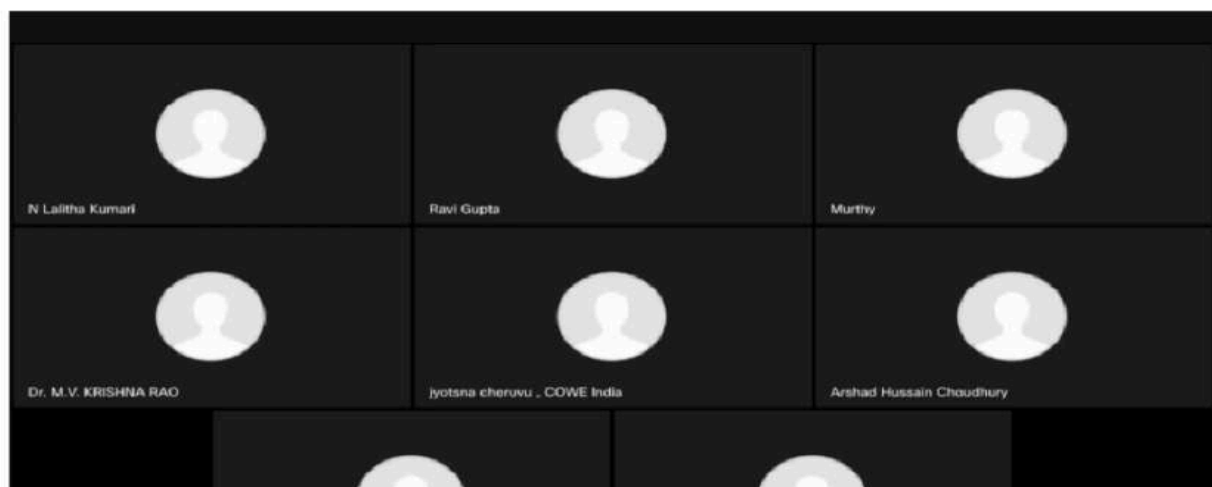 N Lalitha Kumari
Ravi Gupta
Murthy
Dr. M.V. KRISHNA RAO
jyotsna cheruvu _ COWE India
Arshad Hussain Choudhury